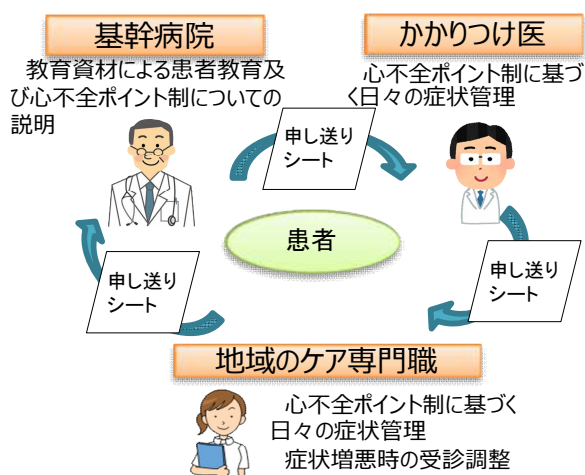 基幹病院
教育資材による患者教育及
び心不全ポイント制についての
説明
かかりつけ医
心不全ポイント制に基づ
く日々の症状管理
申し送り
シート
患者
申し送り
シート
申し送り
シート
地域のケア専門職
心不全ポイント制に基づく
日々の症状管理
症状増悪時の受診調整